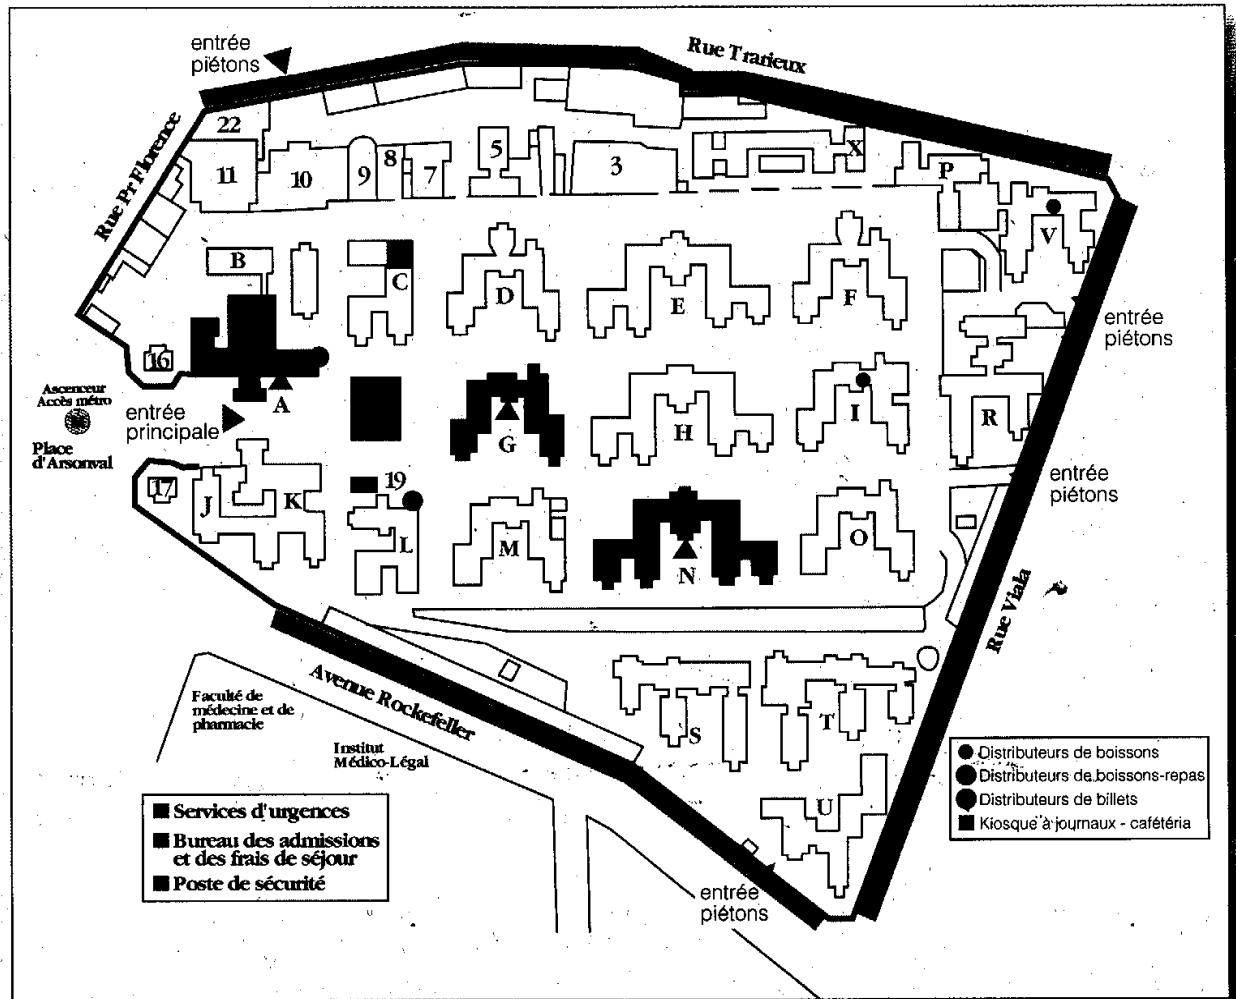 entrée
piétons
Rue Trarieux
Rue Pr Florence
22
11
10
9
8
7
5
3
X
P
V
B
C
D
E
F
entrée
piétons
16
Ascenceur
Accès métro
entrée
principale
A
G
H
I
R
Place
d'Arsonval
17
J
K
19
L
M
N
O
entrée
piétons
Rue Viala
Avenue Rockefeller
Faculté de
médecine et de
pharmacie
Institut
Médico-Légal
S
T
U
Distributeurs de boissons
Distributeurs de boissons-repas
Distributeurs de billets
Kiosque à journaux - cafétéria
Services d'urgences
Bureau des admissions
et des frais de séjour
Poste de sécurité
entrée
piétons